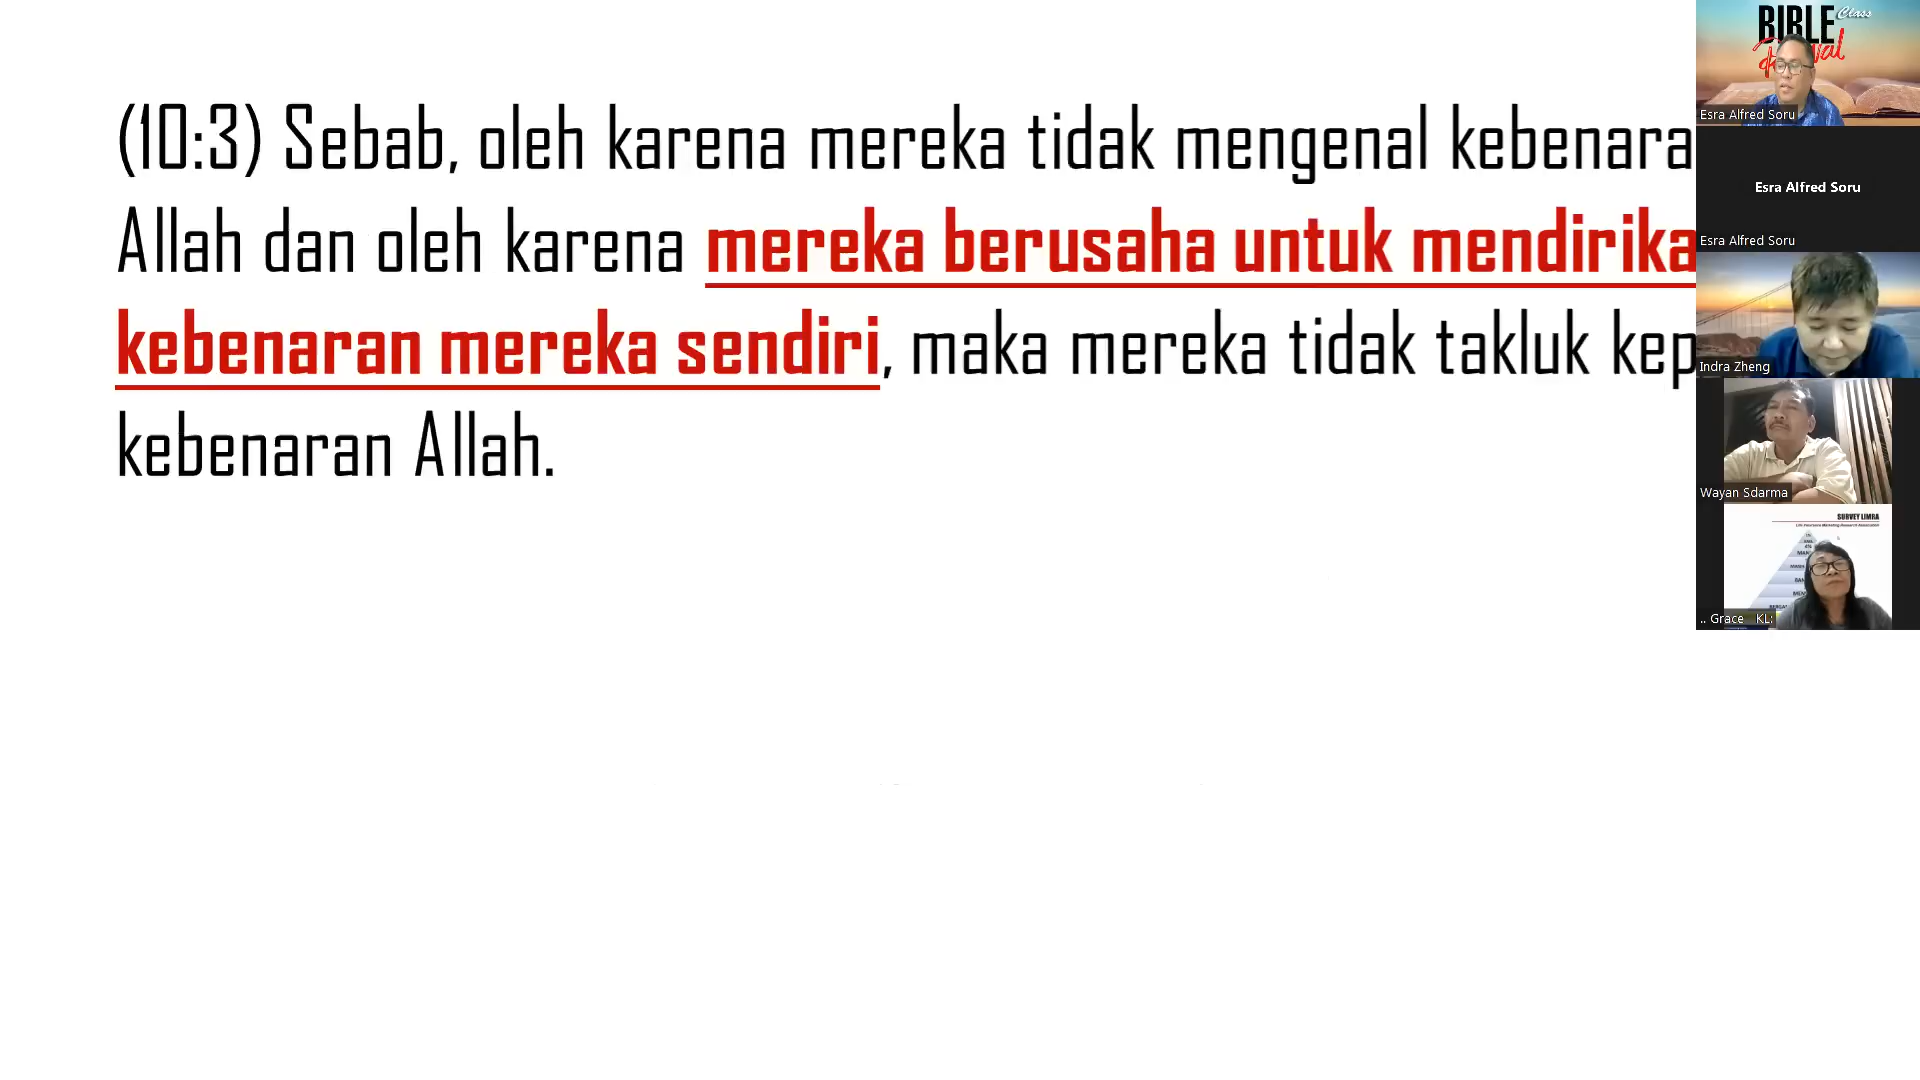 (10:3) Sebab, oleh karena mereka tidak mengenal kebenara
Allah dan oleh karena mereka berusaha untuk mendirika
kebenaran mereka sendiri, maka mereka tidak takluk kep
kebenaran Allah.
BIBLE Class
Esra Alfred Soru
Esra Alfred Soru
Esra Alfred Soru
Indra Zheng
Wayan Sdarma
SURVEY LIMRA
.. Grace KL: